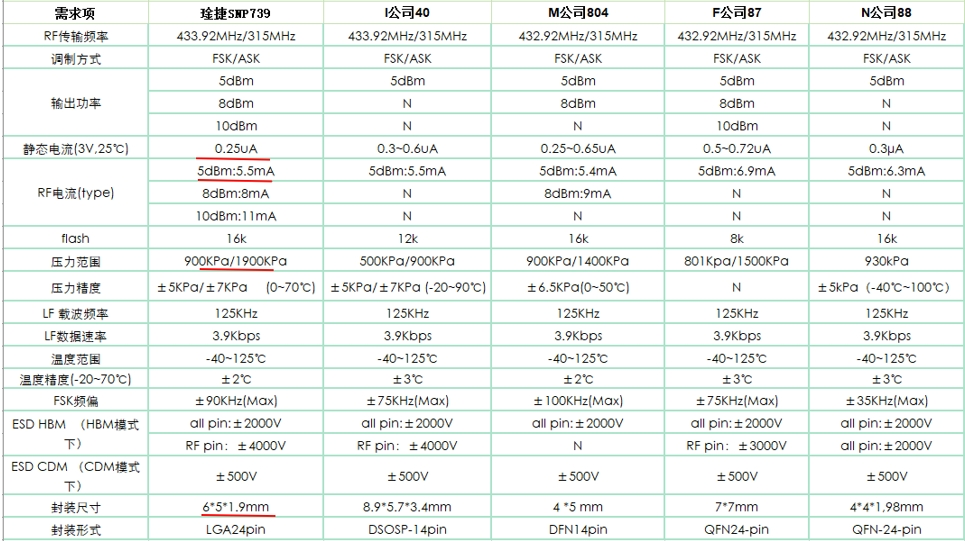 需求项 琻捷SNP739 I公司40 M公司804 F公司87 N公司88
RF传输频率 433.92MHz/315MHz 433.92MHz/315MHz 432.92MHz/315MHz 432.92MHz/315MHz 432.92MHz/315MHz
调制方式 FSK/ASK FSK/ASK FSK/ASK FSK/ASK FSK/ASK
输出功率 5dBm 5dBm 5dBm 5dBm 5dBm
8dBm N 8dBm 8dBm N
10dBm N N 10dBm N
静态电流(3V,25℃) 0.25uA 0.3~0.6uA 0.25~0.65uA 0.5~0.72uA 0.3μA
RF电流(type) 5dBm:5.5mA 5dBm:5.5mA 5dBm:5.4mA 5dBm:6.9mA 5dBm:6.3mA
8dBm:8mA N 8dBm:9mA N N
10dBm:11mA N N N N
flash 16k 12k 16k 8k 16k
压力范围 900KPa/1900KPa 500KPa/900KPa 900KPa/1400KPa 801Kpa/1500KPa 930kPa
压力精度 ±5KPa/±7KPa (0~70℃) ±5KPa/±7KPa (-20~90℃) ±6.5KPa(0~50℃) N ±5kPa（-40℃~100℃）
LF 载波频率 125KHz 125KHz 125KHz 125KHz 125KHz
LF数据速率 3.9Kbps 3.9Kbps 3.9Kbps 3.9Kbps 3.9Kbps
温度范围 -40~125℃ -40~125℃ -40~125℃ -40~125℃ -40~125℃
温度精度(-20~70℃) ±2℃ ±3℃ ±2℃ ±3℃ ±3℃
FSK频偏 ±90KHz(Max) ±75KHz(Max) ±100KHz(Max) ±75KHz(Max) ±35KHz(Max)
ESD HBM （HBM模式下） all pin:±2000V all pin:±2000V all pin:±2000V all pin:±2000V all pin:±2000V
RF pin: ±4000V RF pin: ±4000V N RF pin: ±3000V all pin:±2000V
ESD CDM （CDM模式下） ±500V ±500V ±500V ±500V ±500V
封装尺寸 6*5*1.9mm 8.9*5.7*3.4mm 4 *5 mm 7*7mm 4*4*1,98mm
封装形式 LGA24pin DSOSP-14pin DFN14pin QFN24-pin QFN-24-pin